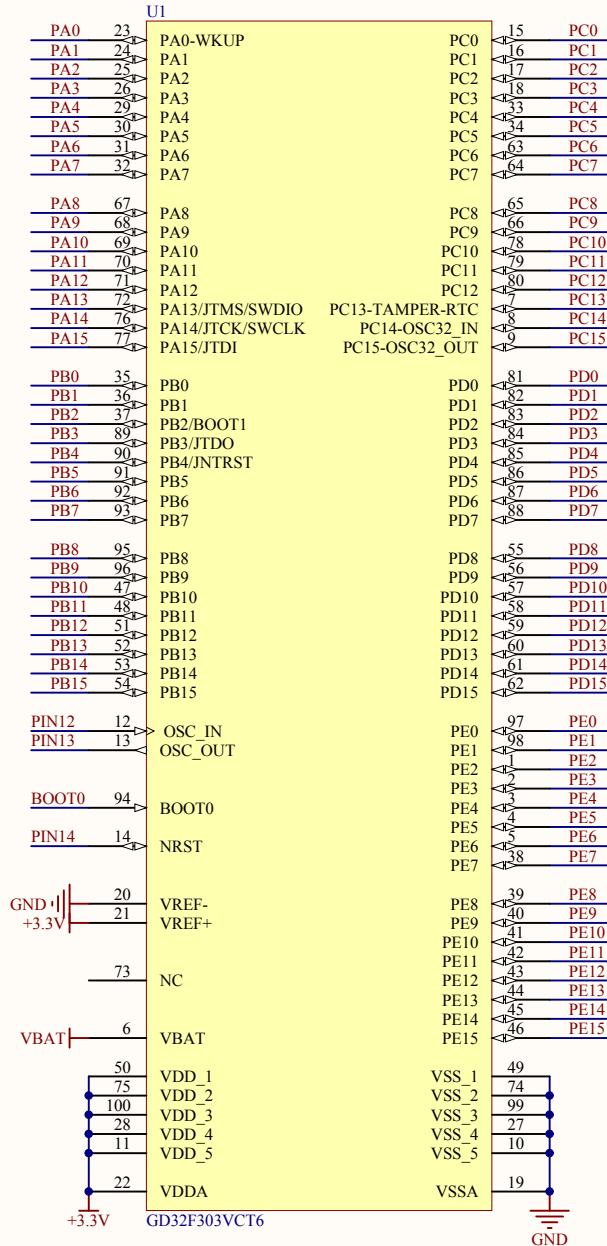 U1
PA0 23 PA0-WKUP PC0 15 PC0
PA1 24 PA1 PC1 16 PC1
PA2 25 PA2 PC2 17 PC2
PA3 26 PA3 PC3 18 PC3
PA4 29 PA4 PC4 33 PC4
PA5 30 PA5 PC5 34 PC5
PA6 31 PA6 PC6 63 PC6
PA7 32 PA7 PC7 64 PC7
PA8 67 PA8 PC8 65 PC8
PA9 68 PA9 PC9 66 PC9
PA10 69 PA10 PC10 78 PC10
PA11 70 PA11 PC11 79 PC11
PA12 71 PA12 PC12 80 PC12
PA13 72 PA13/JTMS/SWDIO PC13-TAMPER-RTC 7 PC13
PA14 76 PA14/JTCK/SWCLK PC14-OSC32_IN 8 PC14
PA15 77 PA15/JTDI PC15-OSC32_OUT 9 PC15
PB0 35 PB0 PD0 81 PD0
PB1 36 PB1 PD1 82 PD1
PB2 37 PB2/BOOT1 PD2 83 PD2
PB3 89 PB3/JTDO PD3 84 PD3
PB4 90 PB4/JNTRST PD4 85 PD4
PB5 91 PB5 PD5 86 PD5
PB6 92 PB6 PD6 87 PD6
PB7 93 PB7 PD7 88 PD7
PB8 95 PB8 PD8 55 PD8
PB9 96 PB9 PD9 56 PD9
PB10 47 PB10 PD10 57 PD10
PB11 48 PB11 PD11 58 PD11
PB12 51 PB12 PD12 59 PD12
PB13 52 PB13 PD13 60 PD13
PB14 53 PB14 PD14 61 PD14
PB15 54 PB15 PD15 62 PD15
PIN12 12 OSC_IN PE0 97 PE0
PIN13 13 OSC_OUT PE1 98 PE1
PE2 1 PE2
PE3 2 PE3
BOOT0 94 BOOT0 PE4 3 PE4
PE5 4 PE5
PIN14 14 NRST PE6 5 PE6
PE7 38 PE7
GND 20 VREF- PE8 39 PE8
+3.3V 21 VREF+ PE9 40 PE9
PE10 41 PE10
PE11 42 PE11
73 NC PE12 43 PE12
PE13 44 PE13
PE14 45 PE14
VBAT 6 VBAT PE15 46 PE15
50 VDD_1 VSS_1 49
75 VDD_2 VSS_2 74
100 VDD_3 VSS_3 99
28 VDD_4 VSS_4 27
11 VDD_5 VSS_5 10
22 VDDA VSSA 19
+3.3V GD32F303VCT6
GND